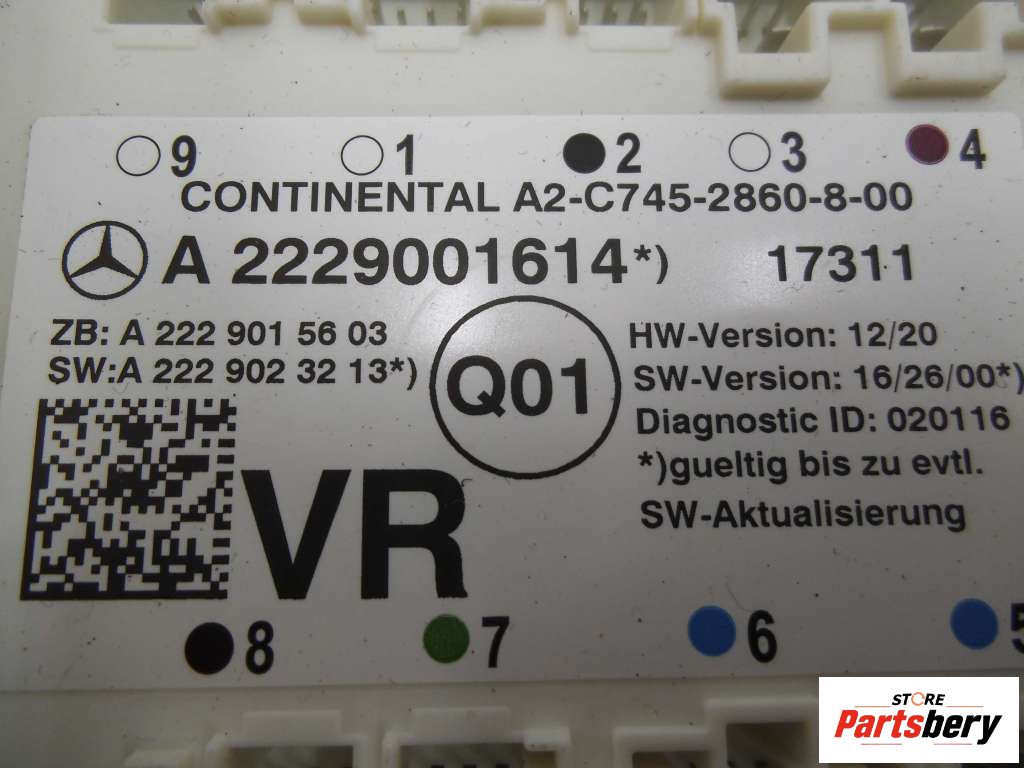 9 1 2 3 4
CONTINENTAL A2-C745-2860-8-00
A 2229001614*) 17311
ZB: A 222 901 56 03
SW:A 222 902 32 13*)
Q01
HW-Version: 12/20
SW-Version: 16/26/00*)
Diagnostic ID: 020116
*)gueltig bis zu evtl.
SW-Aktualisierung
VR
8 7 6 5
STORE
Partsbery